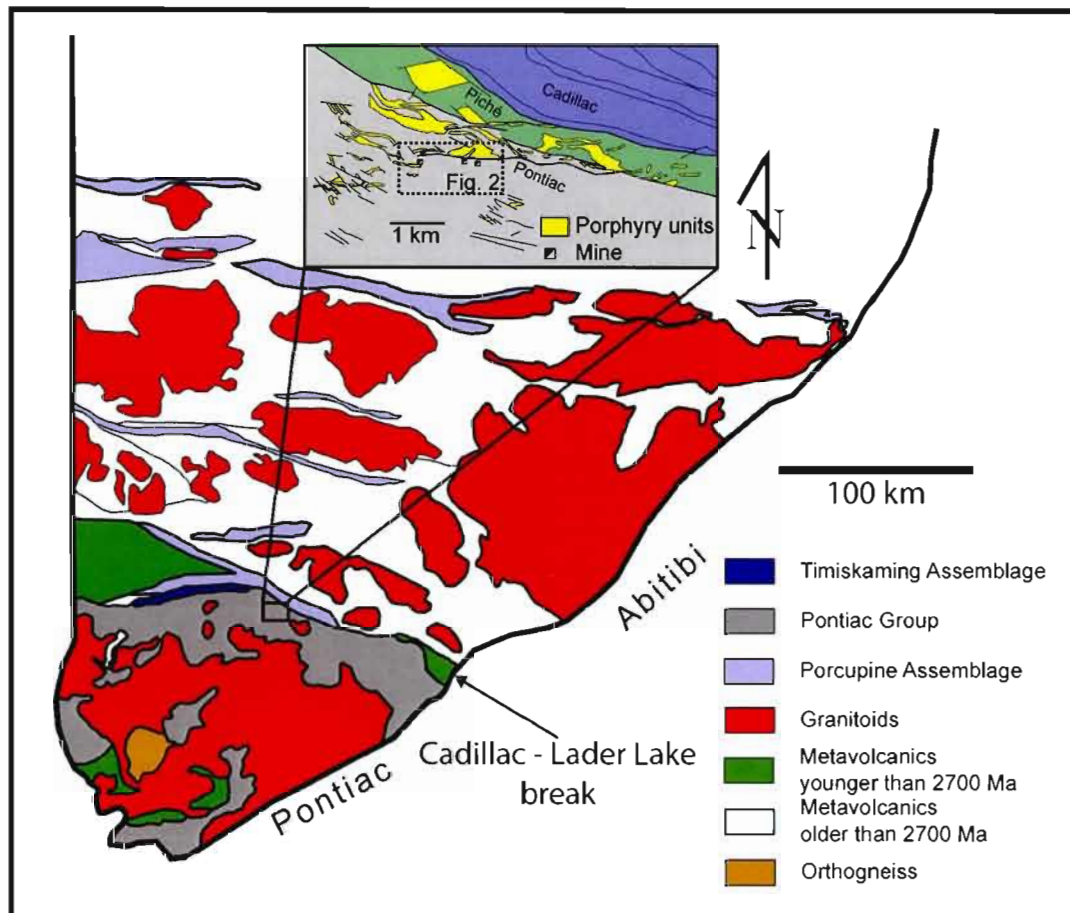 Cadillac
Piché
Pontiac
Fig. 2
1 km
Porphyry units
Mine
N
100 km
Abitibi
Pontiac
Cadillac - Lader Lake
break
Timiskaming Assemblage
Pontiac Group
Porcupine Assemblage
Granitoids
Metavolcanics
younger than 2700 Ma
Metavolcanics
older than 2700 Ma
Orthogneiss